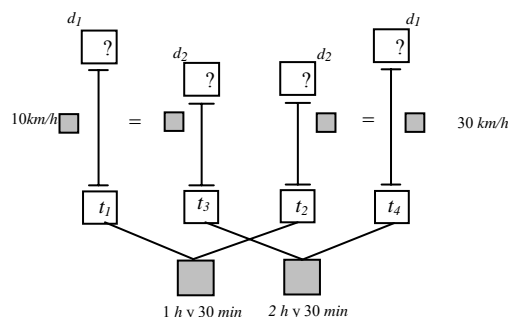 d1 d1
d2 d2
? ? ? ?
10km/h = = 30 km/h
t1 t3 t2 t4
1 h y 30 min 2 h y 30 min